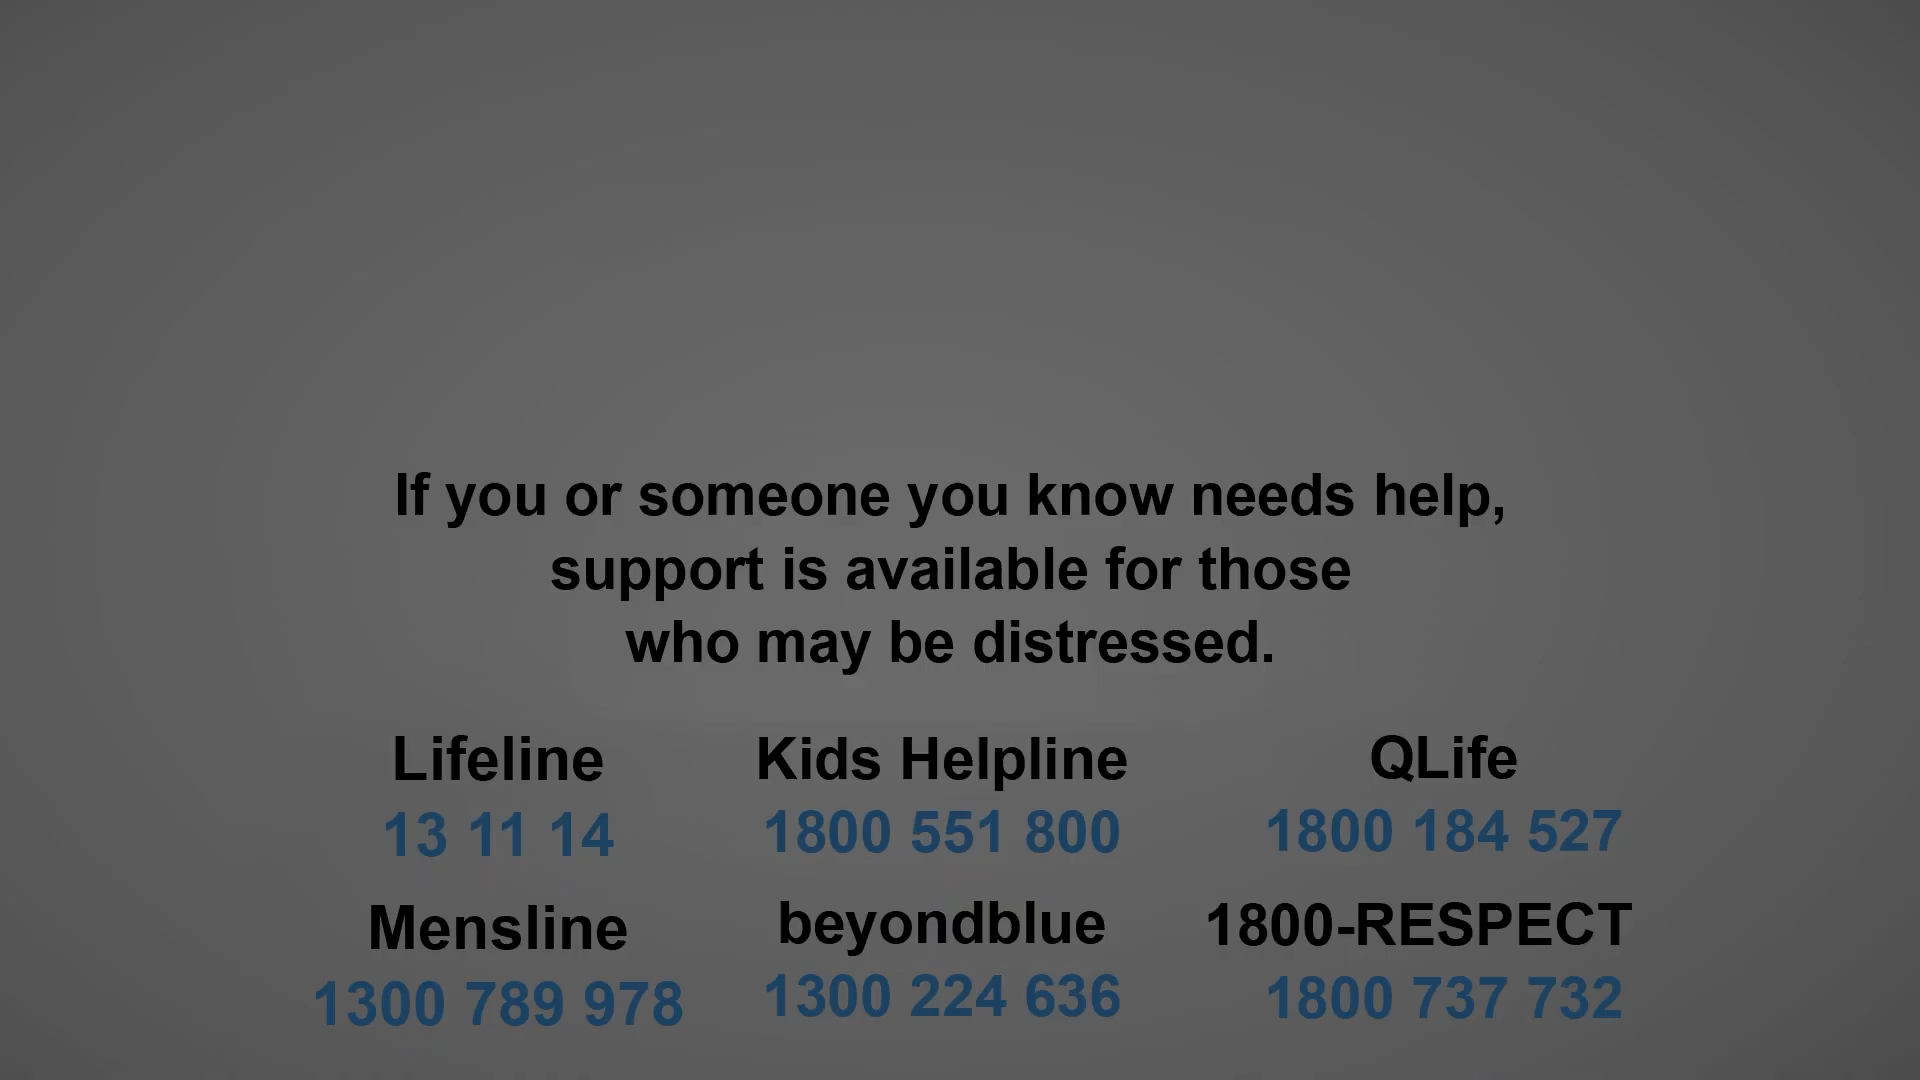 If you or someone you know needs help,
support is available for those
who may be distressed.
Lifeline
13 11 14
Kids Helpline
1800 551 800
QLife
1800 184 527
Mensline
1300 789 978
beyondblue
1300 224 636
1800-RESPECT
1800 737 732